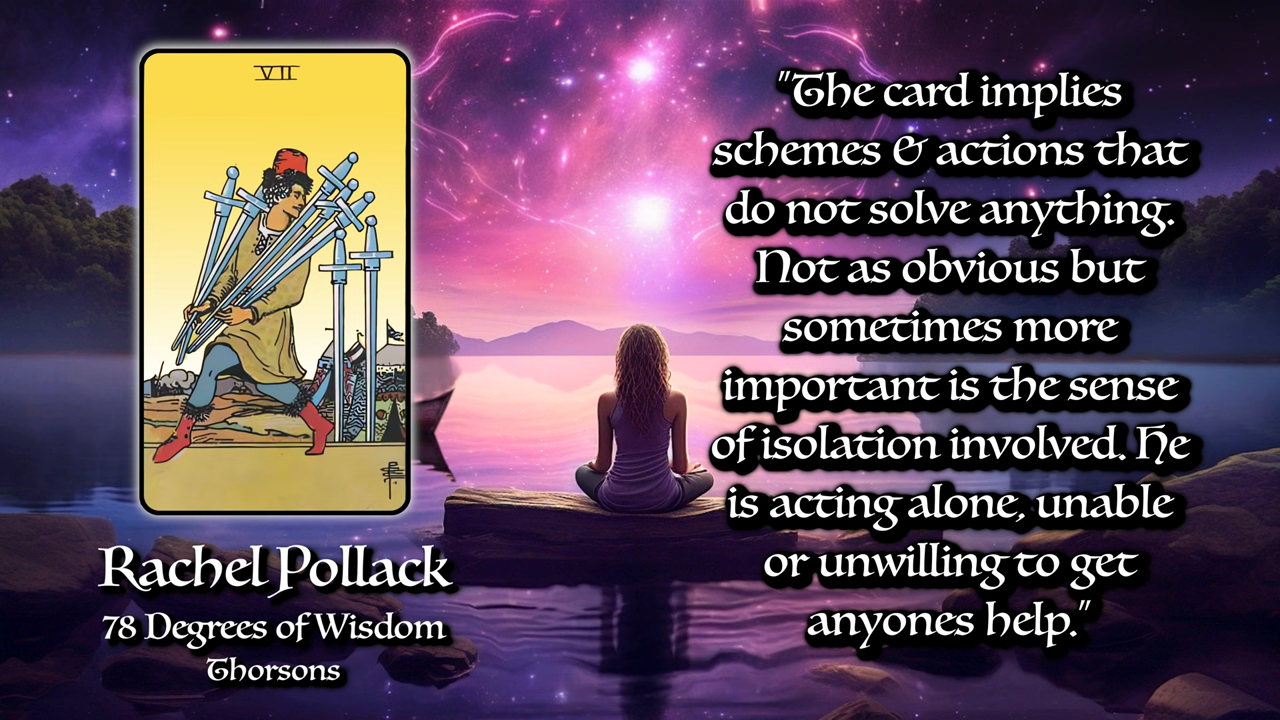 VII
Rachel Pollack
78 Degrees of Wisdom
Thorsons
"The card implies
schemes & actions that
do not solve anything.
Not as obvious but
sometimes more
important is the sense
of isolation involved. He
is acting alone, unable
or unwilling to get
anyones help."